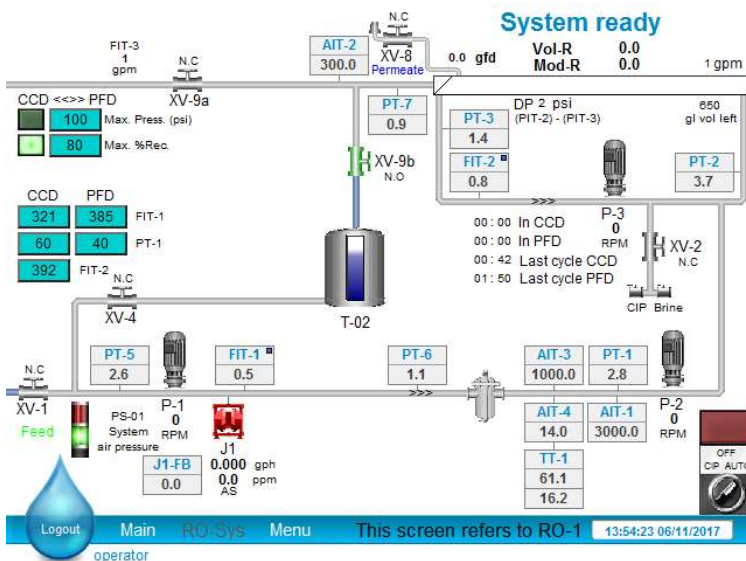 System ready
N.C
XV-8
Permeate
AIT-2
300.0
0.0 gfd
Vol-R 0.0
Mod-R 0.0
1 gpm
FIT-3
1
gpm
N.C
XV-9a
CCD <<>> PFD
100 Max. Press. (psi)
80 Max. %Rec.
PT-7
0.9
DP 2 psi
(PIT-2) - (PIT-3)
650
gl vol left
PT-3
1.4
FIT-2
0.8
PT-2
3.7
XV-9b
N.O
>>>
P-3
0
RPM
CCD PFD
321 385 FIT-1
60 40 PT-1
392 FIT-2
00:00 In CCD
00:00 In PFD
00:42 Last cycle CCD
01:50 Last cycle PFD
XV-2
N.C
CIP Brine
N.C
XV-4
T-02
PT-5
2.6
FIT-1
0.5
PT-6
1.1
>>>
AIT-3
1000.0
PT-1
2.8
N.C
XV-1
Feed
PS-01
System
air pressure
P-1
0
RPM
J1
0.000 gph
0.0 ppm
AS
J1-FB
0.0
AIT-4
14.0
AIT-1
3000.0
TT-1
61.1
16.2
P-2
0
RPM
OFF
CIP AUTO
Logout
Main
RO-Sys
Menu
This screen refers to RO-1
13:54:23 06/11/2017
operator